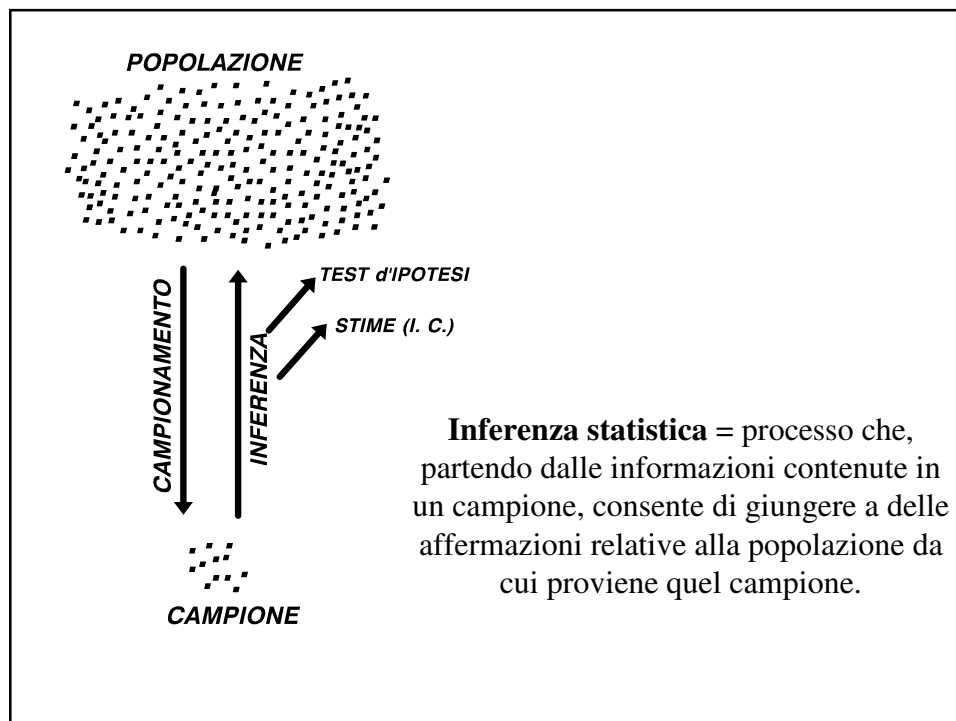 POPOLAZIONE
TEST d'IPOTESI
STIME (I. C.)
CAMPIONAMENTO
INFERENZA
Inferenza statistica = processo che,
partendo dalle informazioni contenute in
un campione, consente di giungere a delle
affermazioni relative alla popolazione da
cui proviene quel campione.
CAMPIONE